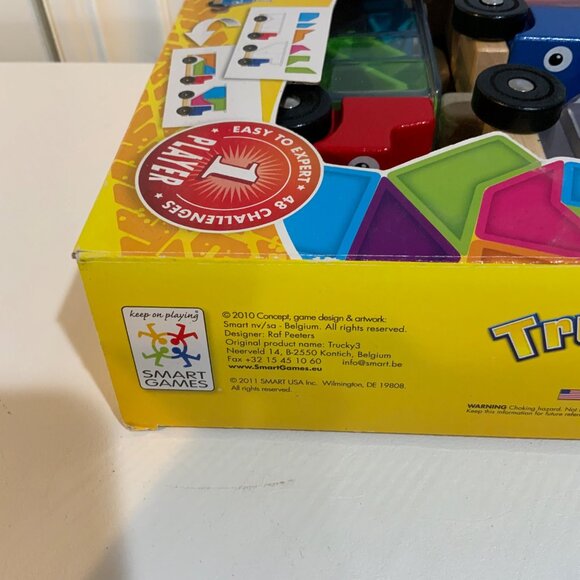 EASY TO EXPERT
1
PLAYER
48 CHALLENGES
keep on playing
SMART
GAMES
© 2010 Concept, game design & artwork:
Smart nv/sa - Belgium. All rights reserved.
Designer: Raf Peeters
Original product name: Trucky3
Neerveld 14, B-2550 Kontich, Belgium
Fax +32 15 45 10 60 info@smart.be
www.SmartGames.eu
© 2011 SMART USA Inc. Wilmington, DE 19808.
All rights reserved.
Tru
WARNING Choking hazard. Not
Keep this information for future refer